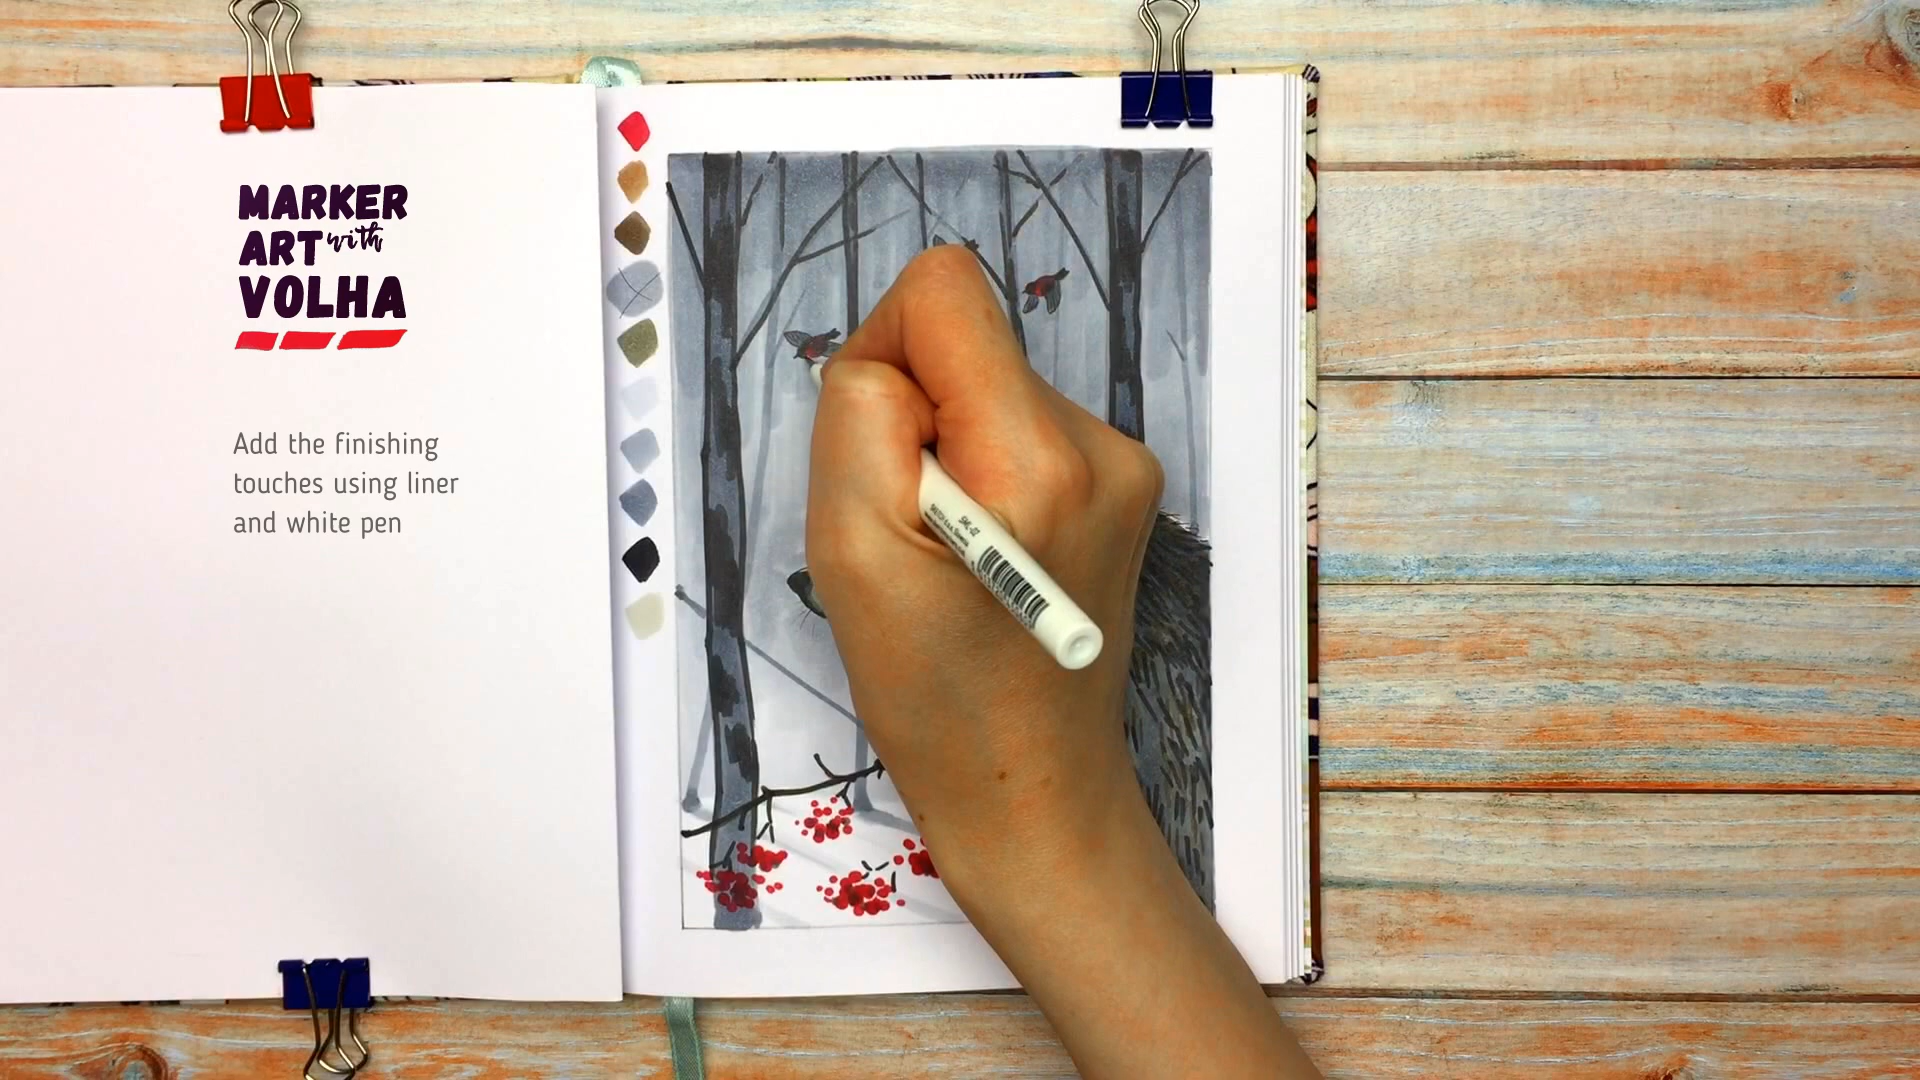 MARKER
ART with
VOLHA
Add the finishing
touches using liner
and white pen